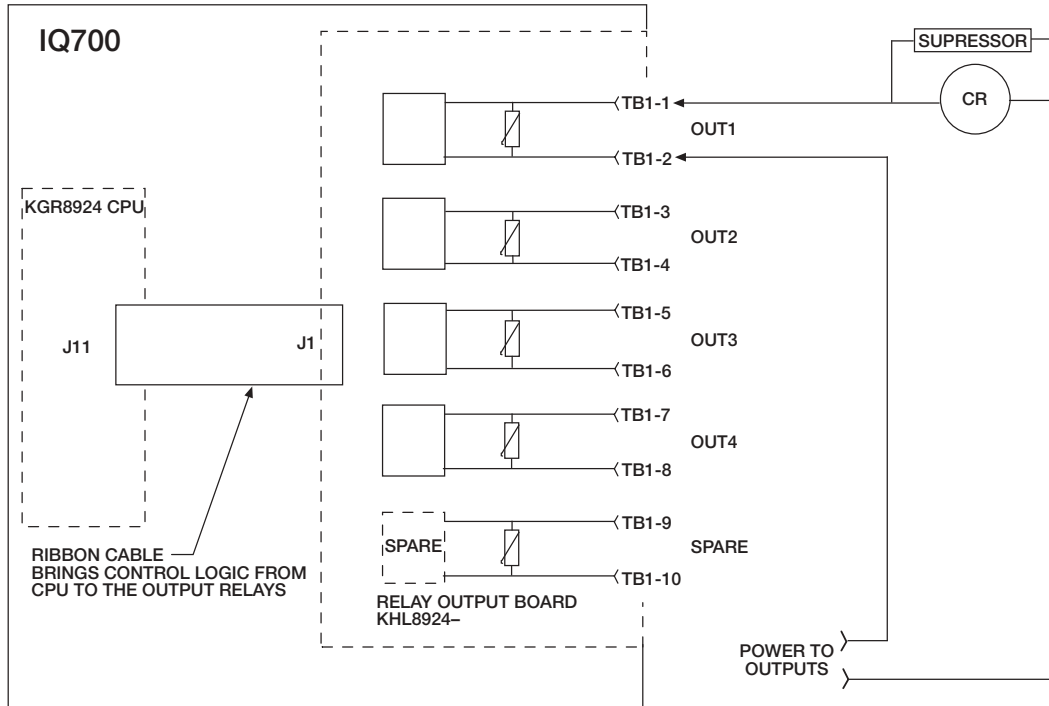 IQ700
SUPRESSOR
CR
TB1-1
OUT1
TB1-2
KGR8924 CPU
TB1-3
OUT2
TB1-4
TB1-5
J11
J1
OUT3
TB1-6
TB1-7
OUT4
TB1-8
TB1-9
SPARE
SPARE
TB1-10
RIBBON CABLE
BRINGS CONTROL LOGIC FROM
CPU TO THE OUTPUT RELAYS
RELAY OUTPUT BOARD
KHL8924–
POWER TO
OUTPUTS